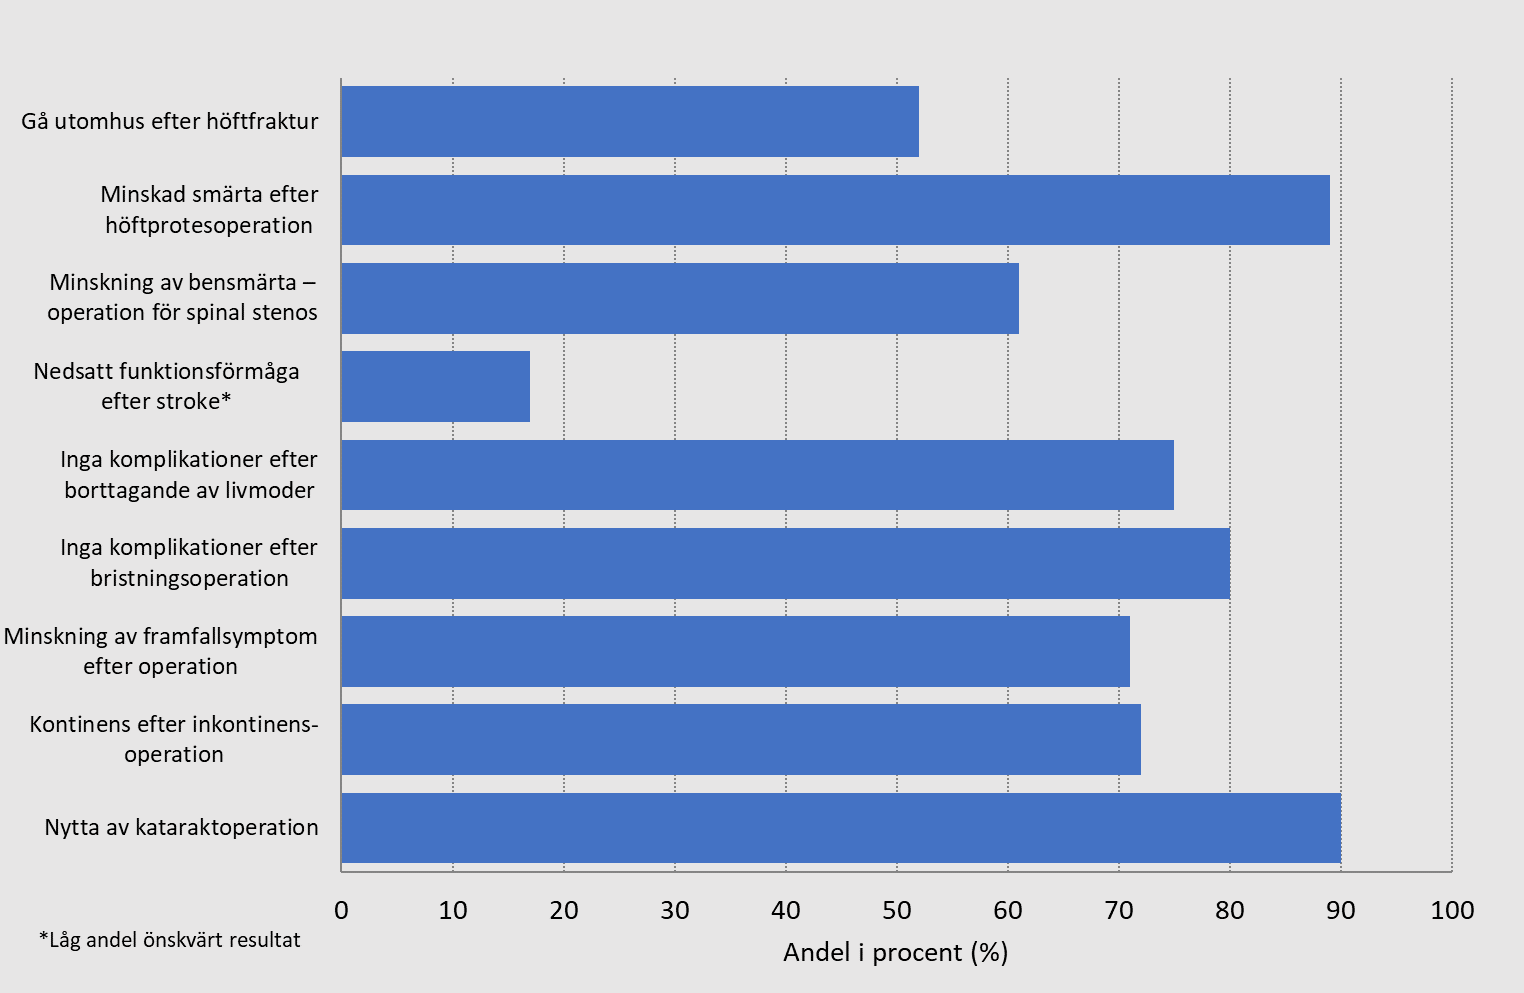 Gå utomhus efter höftfraktur
Minskad smärta efter
höftprotesoperation
Minskning av bensmärta –
operation för spinal stenos
Nedsatt funktionsförmåga
efter stroke*
Inga komplikationer efter
borttagande av livmoder
Inga komplikationer efter
bristningsoperation
Minskning av framfallsymptom
efter operation
Kontinens efter inkontinens-
operation
Nytta av kataraktoperation
0 10 20 30 40 50 60 70 80 90 100
*Låg andel önskvärt resultat
Andel i procent (%)